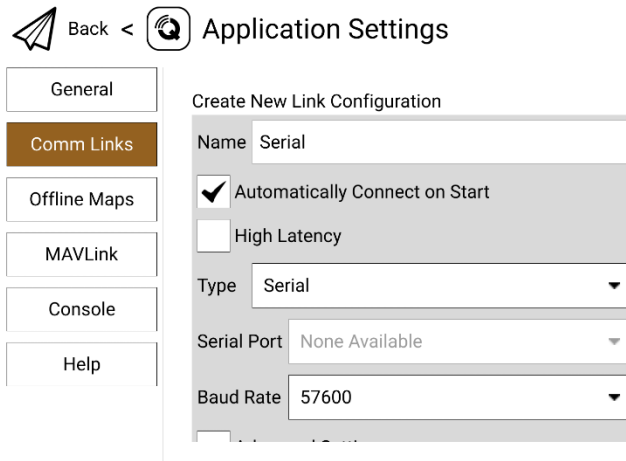 Back < Application Settings
General
Comm Links
Offline Maps
MAVLink
Console
Help
Create New Link Configuration
Name Serial
Automatically Connect on Start
High Latency
Type Serial
Serial Port None Available
Baud Rate 57600